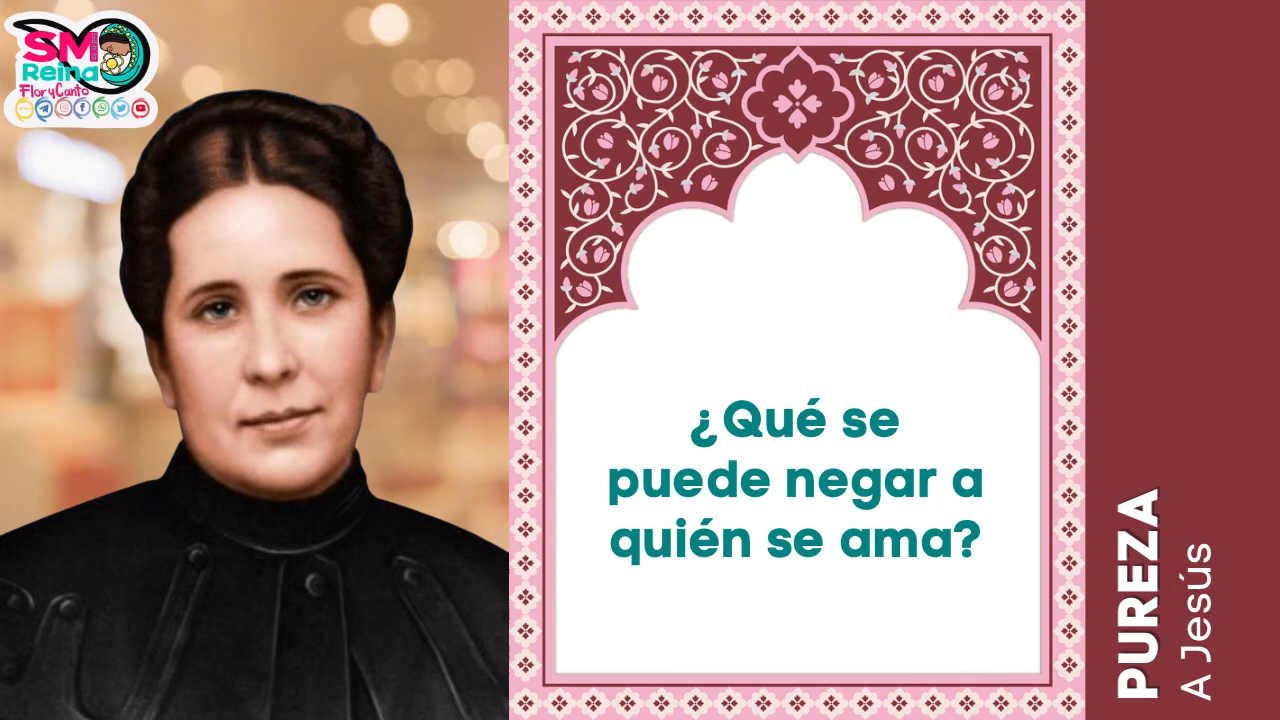 SM
Reina
Flor y Canto
¿Qué se
puede negar a
quién se ama?
PUREZA
A Jesús